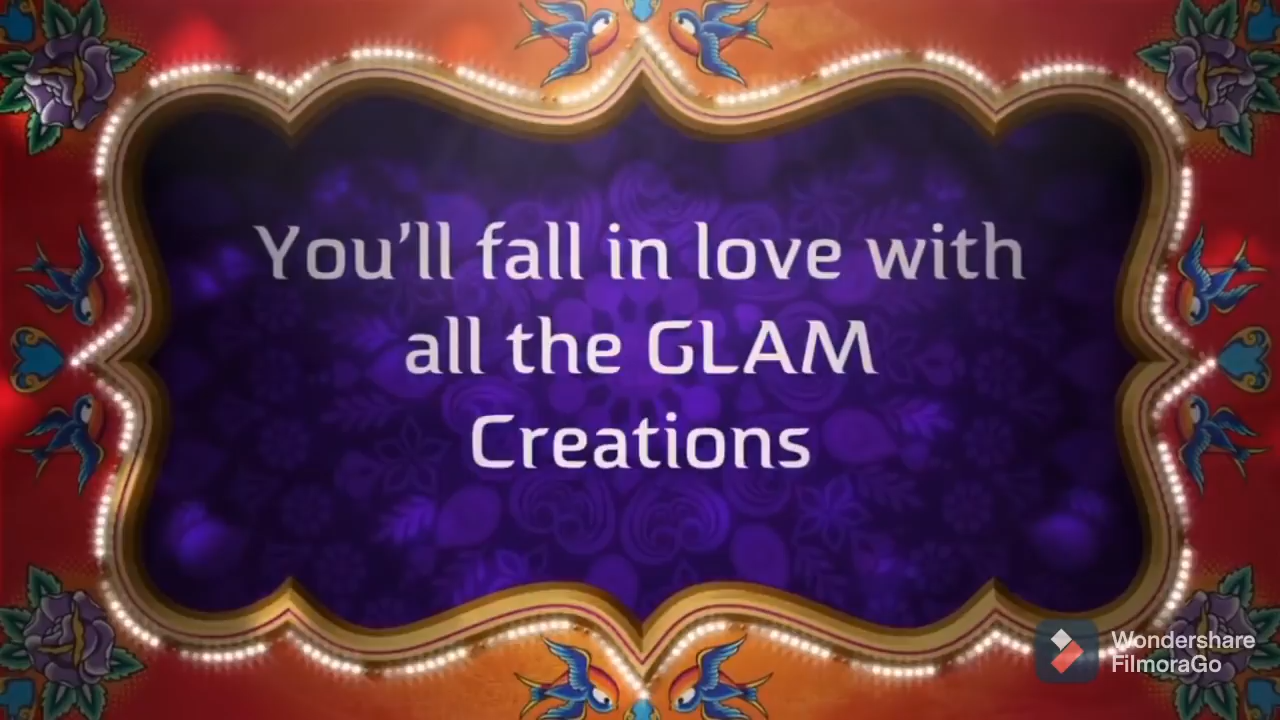 You’ll fall in love with
all the GLAM
Creations
Wondershare
FilmoraGo